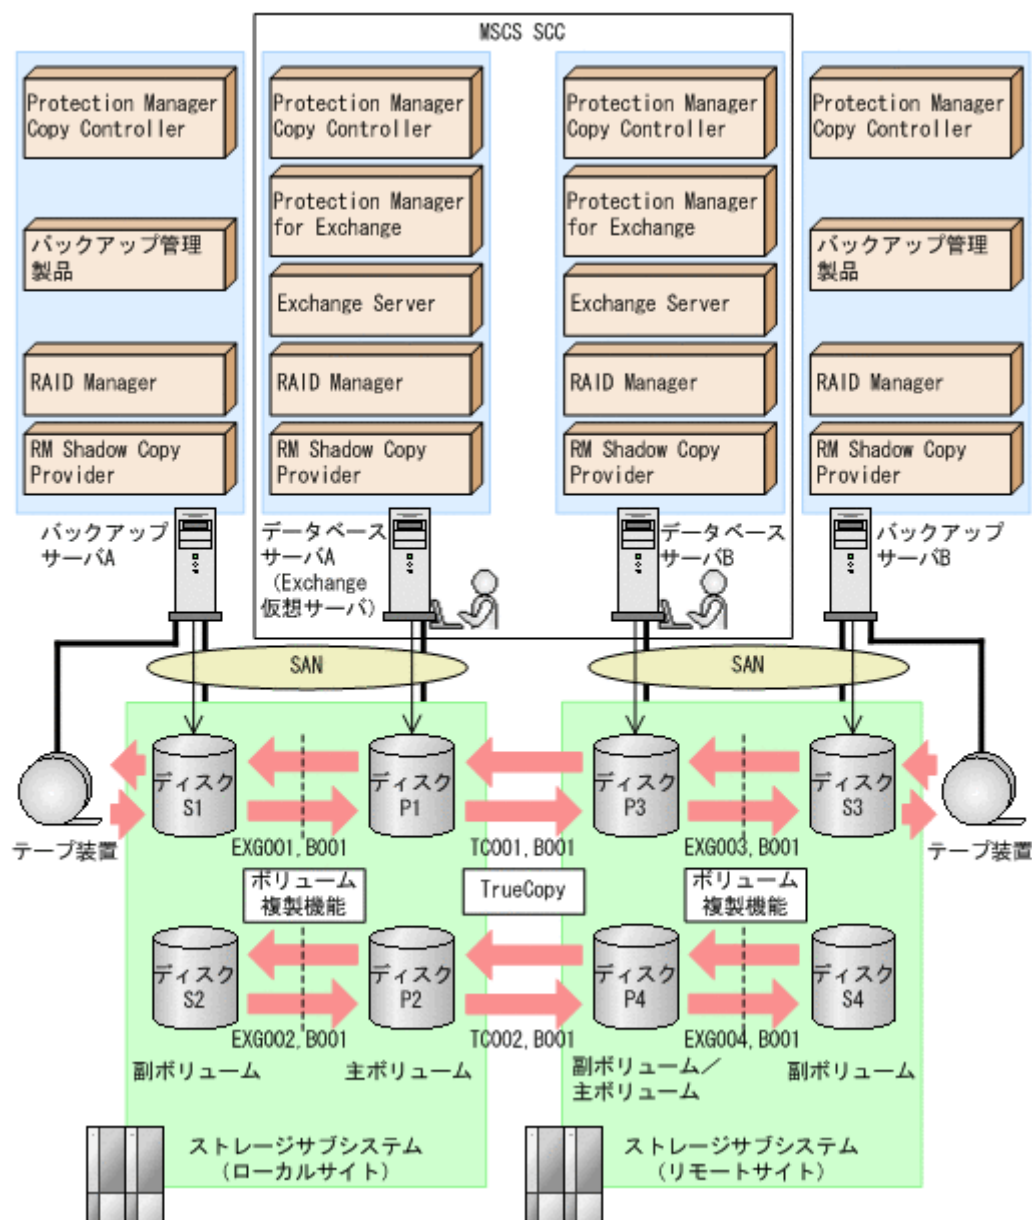 MSCS SCC
Protection Manager
Copy Controller
Protection Manager
Copy Controller
Protection Manager
Copy Controller
Protection Manager
Copy Controller
Protection Manager
for Exchange
Protection Manager
for Exchange
バックアップ管理
製品
バックアップ管理
製品
Exchange Server
Exchange Server
RAID Manager
RAID Manager
RAID Manager
RAID Manager
RM Shadow Copy
Provider
RM Shadow Copy
Provider
RM Shadow Copy
Provider
RM Shadow Copy
Provider
バックアップ
サーバA
データベース
サーバA
(Exchange
仮想サーバ)
データベース
サーバB
バックアップ
サーバB
SAN
SAN
ディスク
S1
ディスク
P1
ディスク
P3
ディスク
S3
テープ装置
テープ装置
EXG001,B001
TC001,B001
EXG003,B001
ボリューム
複製機能
TrueCopy
ボリューム
複製機能
ディスク
S2
ディスク
P2
ディスク
P4
ディスク
S4
EXG002,B001
TC002,B001
EXG004,B001
副ボリューム
主ボリューム
副ボリューム/
主ボリューム
副ボリューム
ストレージサブシステム
(ローカルサイト)
ストレージサブシステム
(リモートサイト)